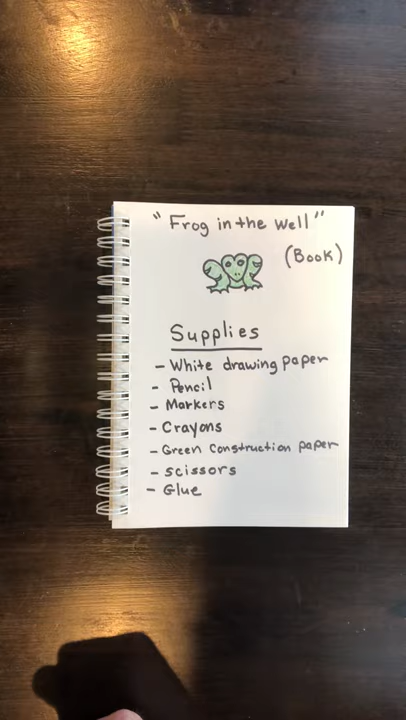 "Frog in the Well"
(Book)
Supplies
- White drawing paper
- Pencil
- Markers
- Crayons
- Green Construction paper
- scissors
- Glue